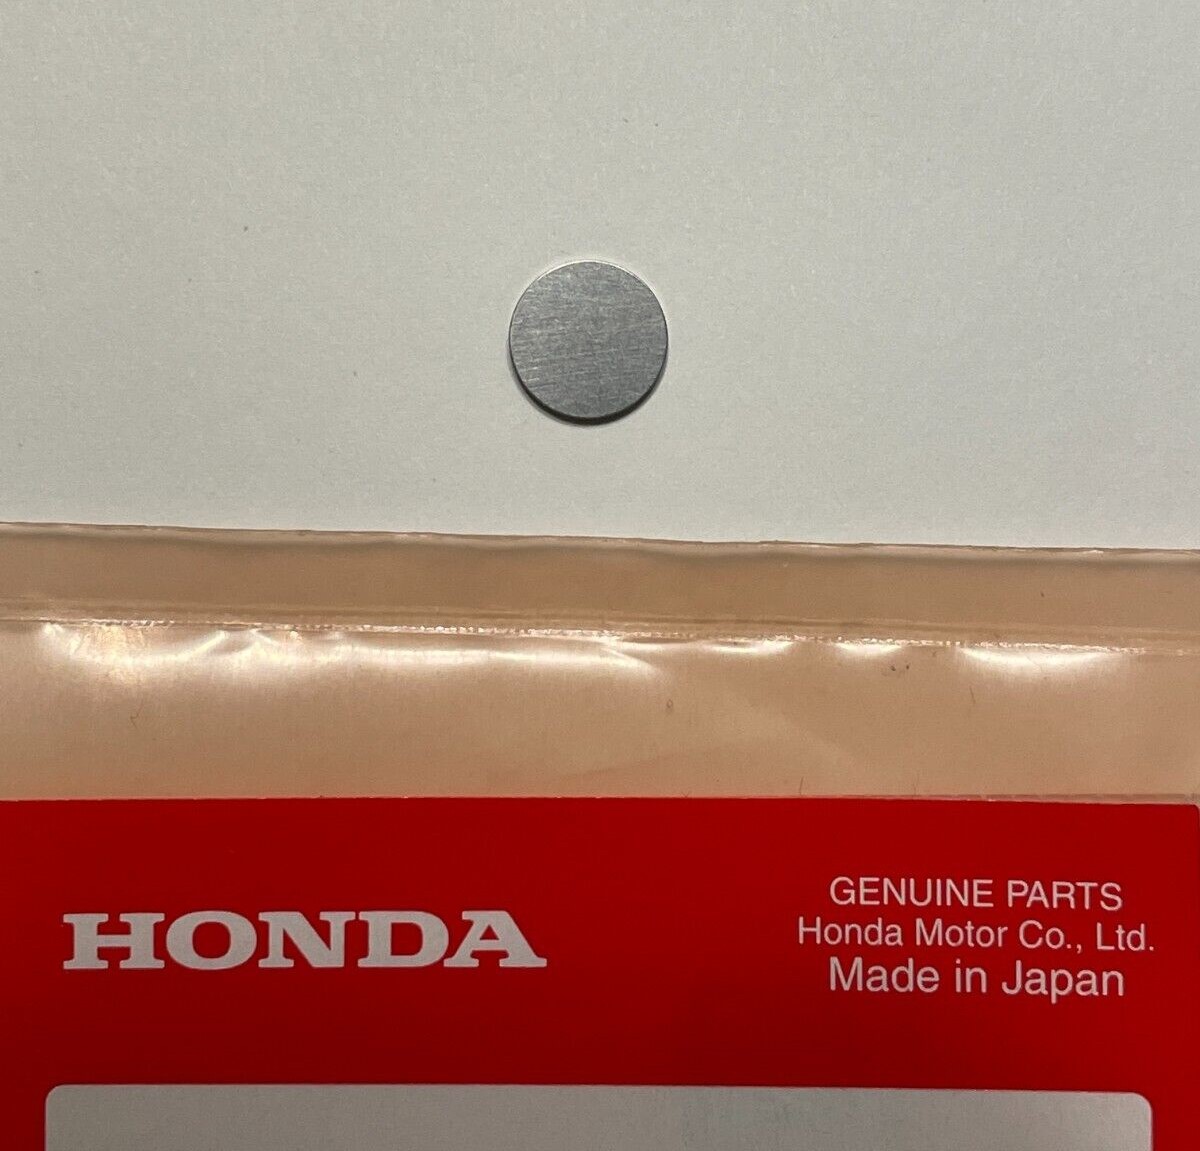 HONDA
GENUINE PARTS
Honda Motor Co., Ltd.
Made in Japan